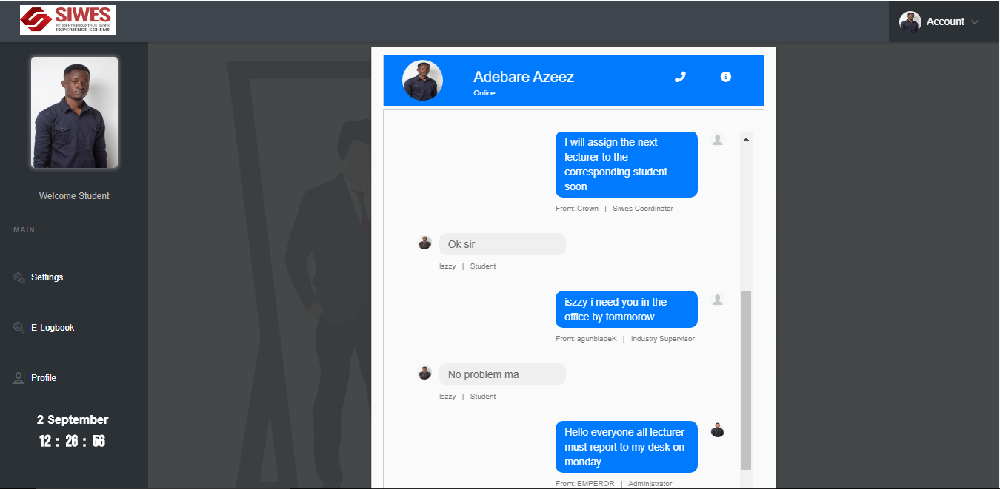 SIWES
STUDENTS INDUSTRIAL WORK
EXPERIENCE SCHEME
Account
Welcome Student
MAIN
Settings
E-Logbook
Profile
2 September
12 : 26 : 56
Adebare Azeez
Online...
I will assign the next
lecturer to the
corresponding student
soon
From: Crown | Siwes Coordinator
Ok sir
Iszzy | Student
iszzy i need you in the
office by tommorow
From: agunbiadeK | Industry Supervisor
No problem ma
Iszzy | Student
Hello everyone all lecturer
must report to my desk on
monday
From: EMPEROR | Administrator